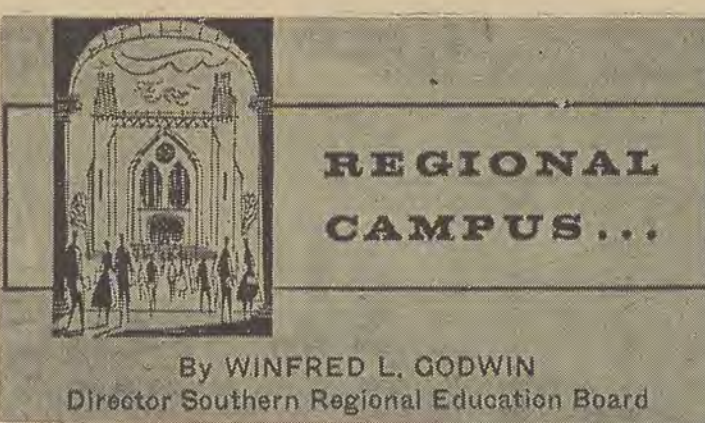 REGIONAL
CAMPUS...
By WINFRED L. GODWIN
Director Southern Regional Education Board